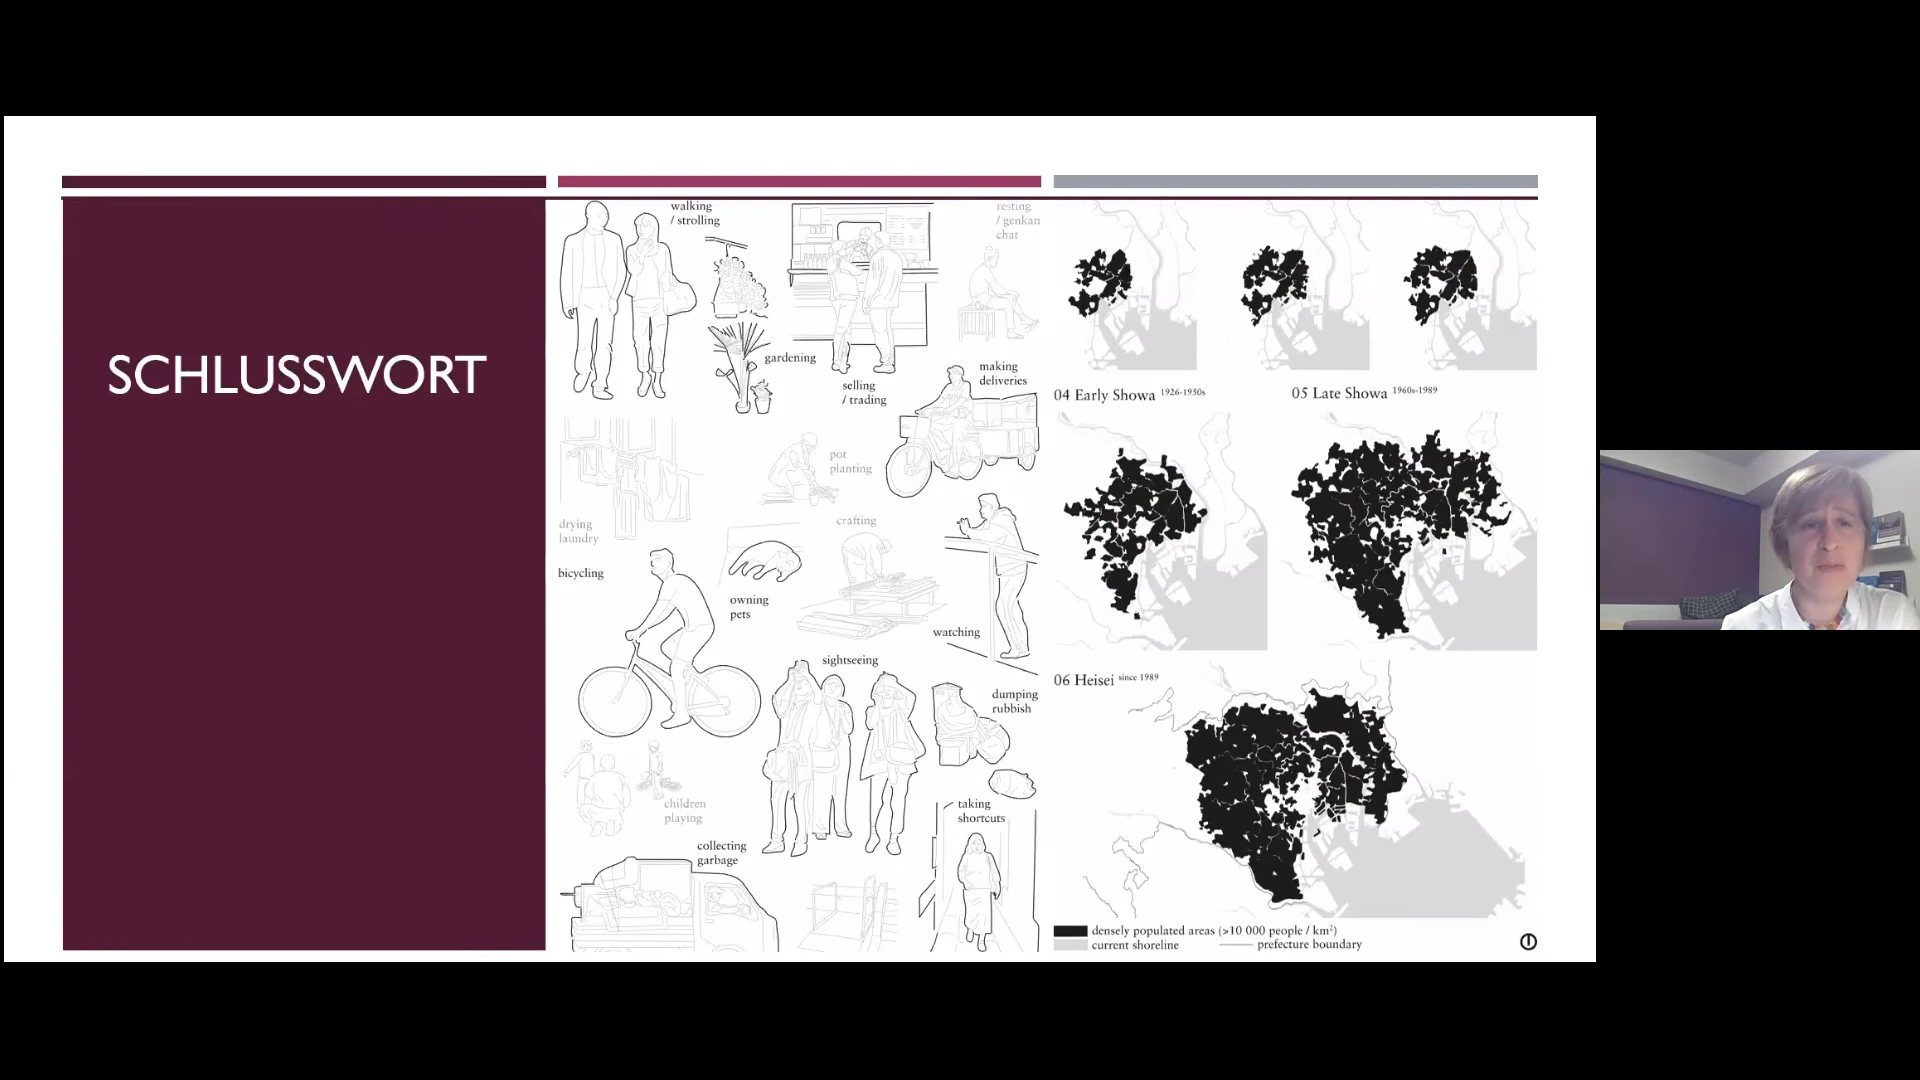 SCHLUSSWORT
walking
/ strolling
resting
/ genkan
chat
gardening
selling
/ trading
making
deliveries
pot
planting
drying
laundry
crafting
bicycling
owning
pets
watching
sightseeing
dumping
rubbish
children
playing
taking
shortcuts
collecting
garbage
04 Early Showa 1926-1950s
05 Late Showa 1960s-1989
06 Heisei since 1989
densely populated areas (>10 000 people / km²)
current shoreline
prefecture boundary